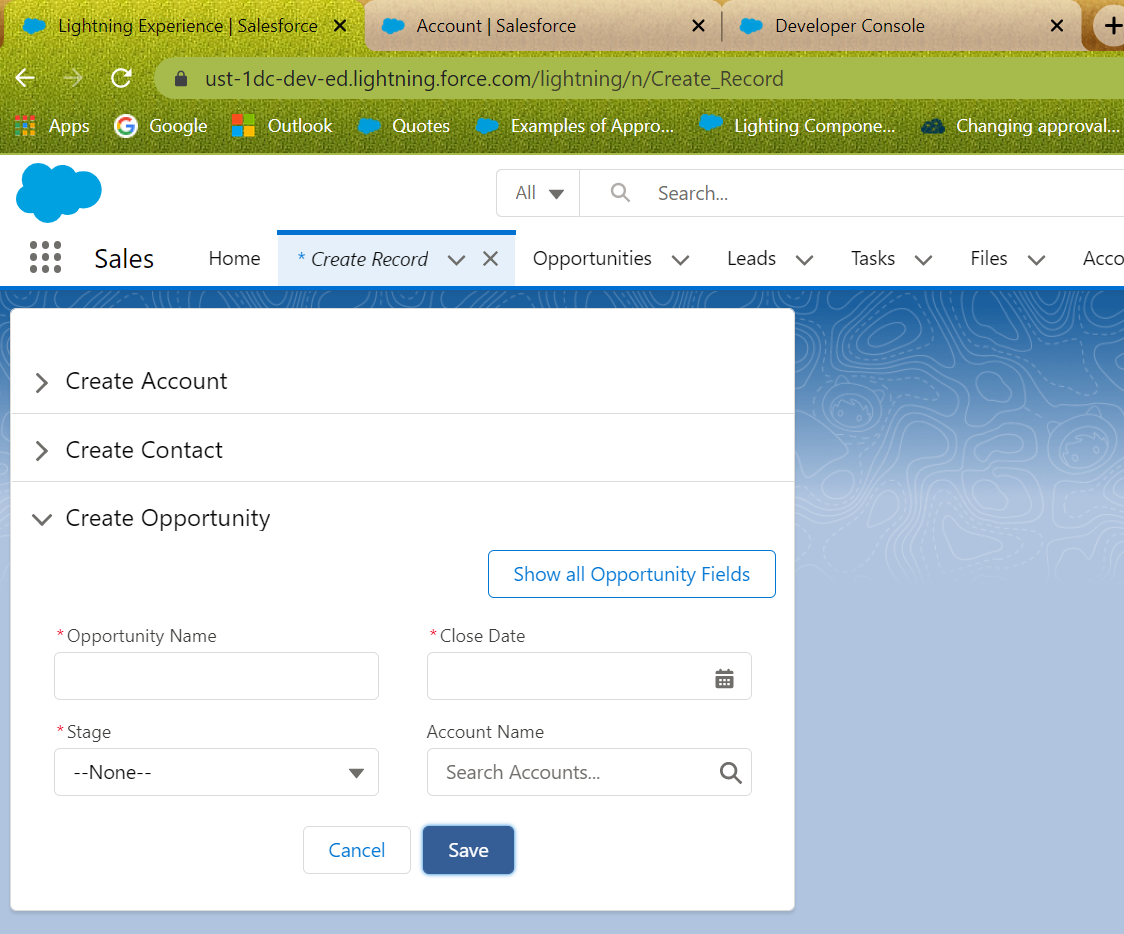 Lightning Experience | Salesforce Account | Salesforce Developer Console
ust-1dc-dev-ed.lightning.force.com/lightning/n/Create_Record
Apps Google Outlook Quotes Examples of Appro... Lighting Compone... Changing approval...
All Search...
Sales Home * Create Record Opportunities Leads Tasks Files Acco
Create Account
Create Contact
Create Opportunity
Show all Opportunity Fields
*Opportunity Name *Close Date
*Stage Account Name
--None-- Search Accounts...
Cancel Save